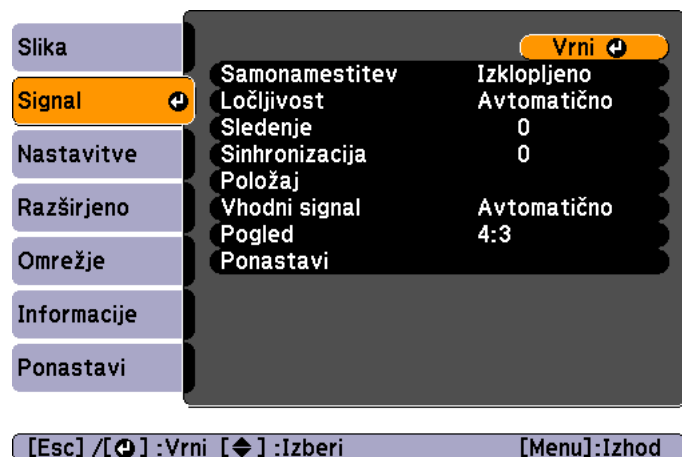 Slika
Signal
Nastavitve
Razširjeno
Omrežje
Informacije
Ponastavi
Vrni
Samonamestitev Izklopljeno
Ločljivost Avtomatično
Sledenje 0
Sinhronizacija 0
Položaj
Vhodni signal Avtomatično
Pogled 4:3
Ponastavi
[Esc] /[⏎] :Vrni [◆] :Izberi [Menu]:Izhod